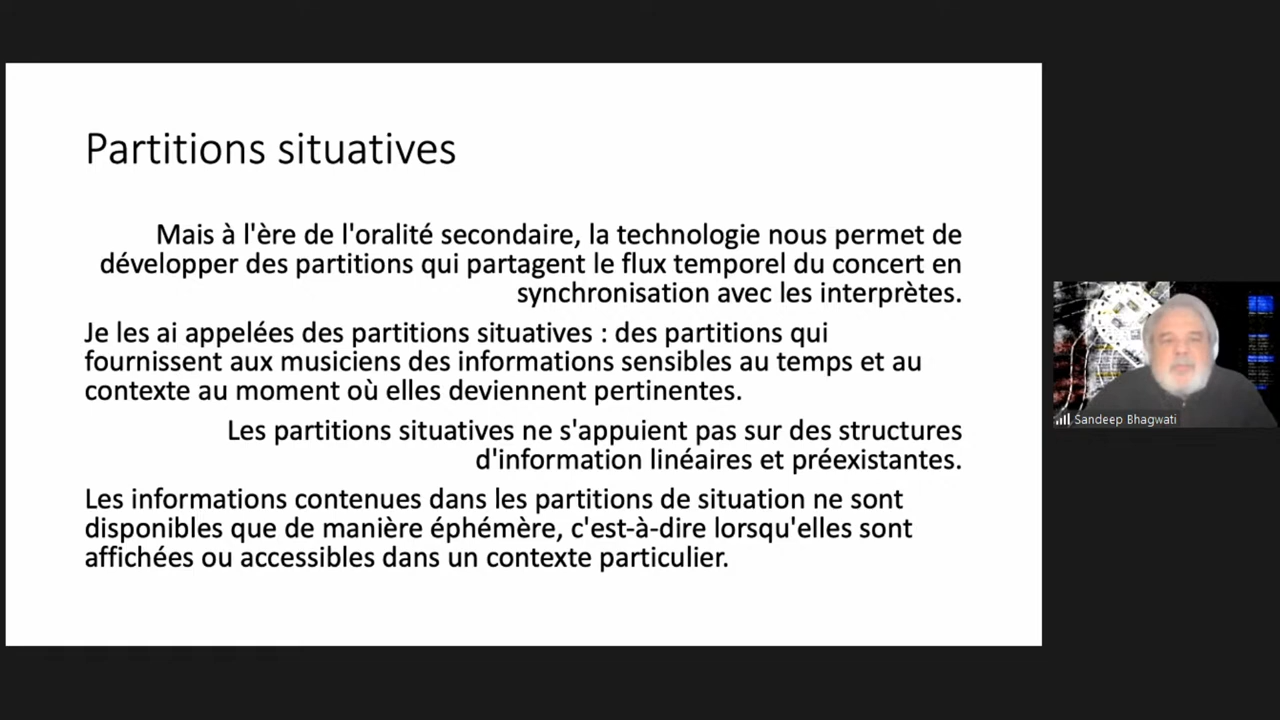 Partitions situatives
Mais à l'ère de l'oralité secondaire, la technologie nous permet de
développer des partitions qui partagent le flux temporel du concert en
synchronisation avec les interprètes.
Je les ai appelées des partitions situatives : des partitions qui
fournissent aux musiciens des informations sensibles au temps et au
contexte au moment où elles deviennent pertinentes.
Les partitions situatives ne s'appuient pas sur des structures
d'information linéaires et préexistantes.
Les informations contenues dans les partitions de situation ne sont
disponibles que de manière éphémère, c'est-à-dire lorsqu'elles sont
affichées ou accessibles dans un contexte particulier.
Sandeep Bhagwati